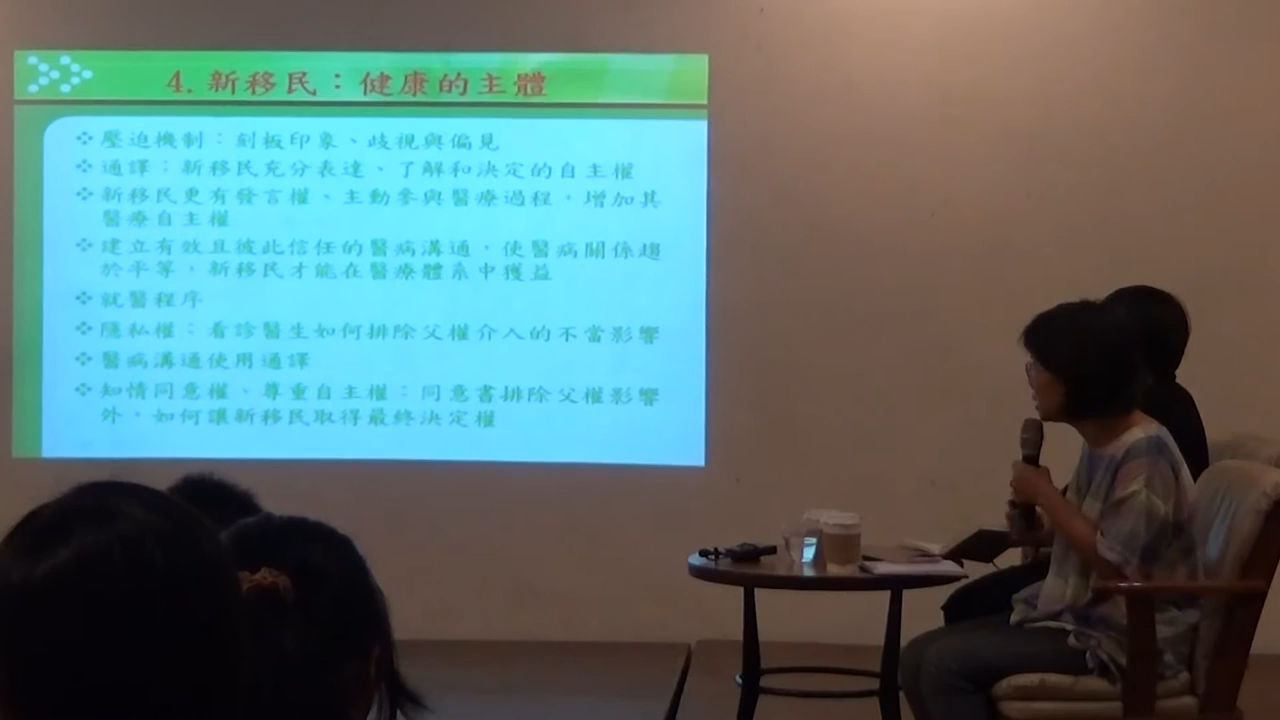 4. 新移民：健康的主體
❖壓迫機制：刻板印象、歧視與偏見
❖通譯：新移民充分表達、了解和決定的自主權
❖新移民更有發言權、主動參與醫療過程，增加其
醫療自主權
❖建立有效且彼此信任的醫病溝通，使醫病關係趨
於平等，新移民才能在醫療體系中獲益
❖就醫程序
❖隱私權：看診醫生如何排除父權介入的不當影響
❖醫病溝通使用通譯
❖知情同意權、尊重自主權：同意書排除父權影響
外，如何讓新移民取得最終決定權